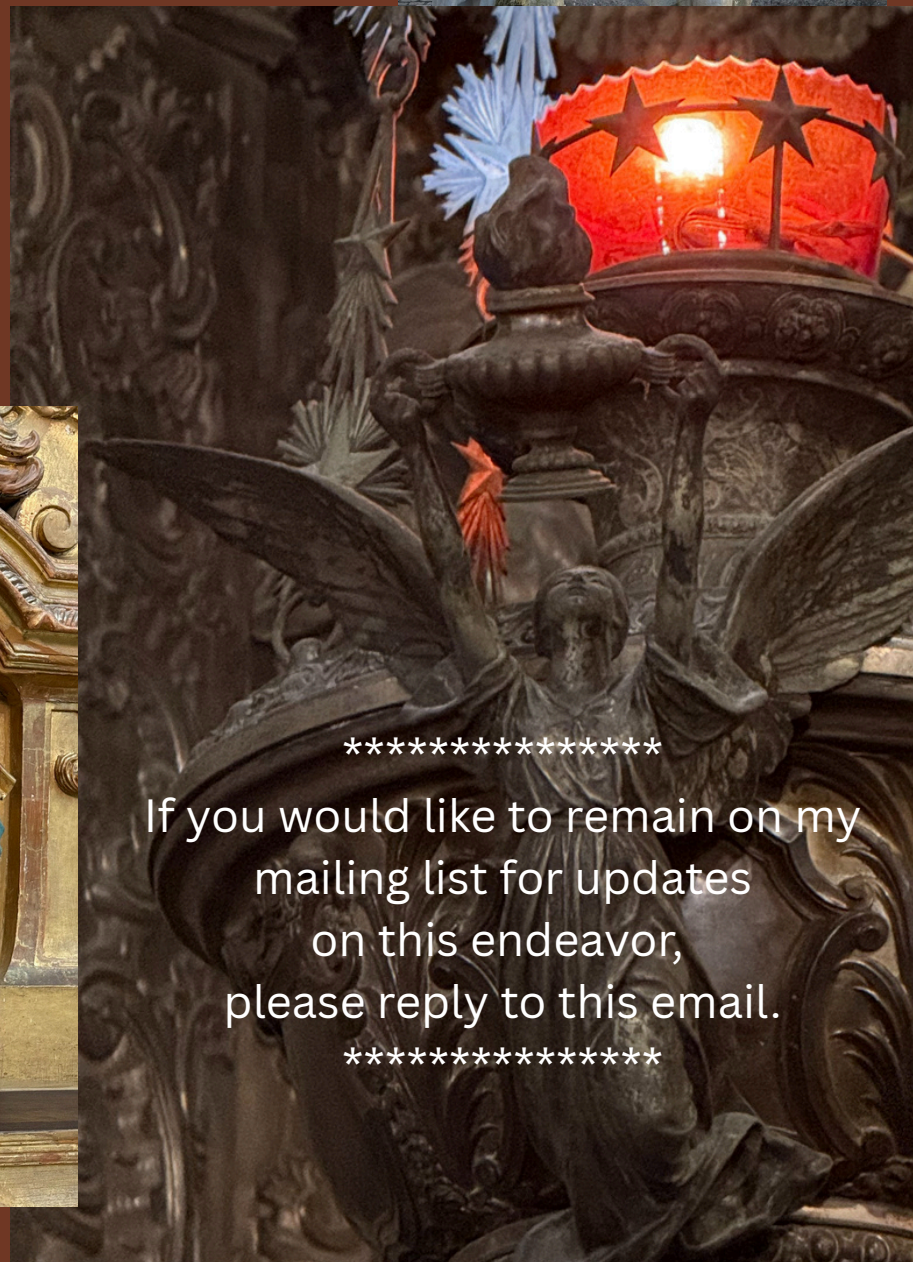 ***************
If you would like to remain on my
mailing list for updates
on this endeavor,
please reply to this email.
***************